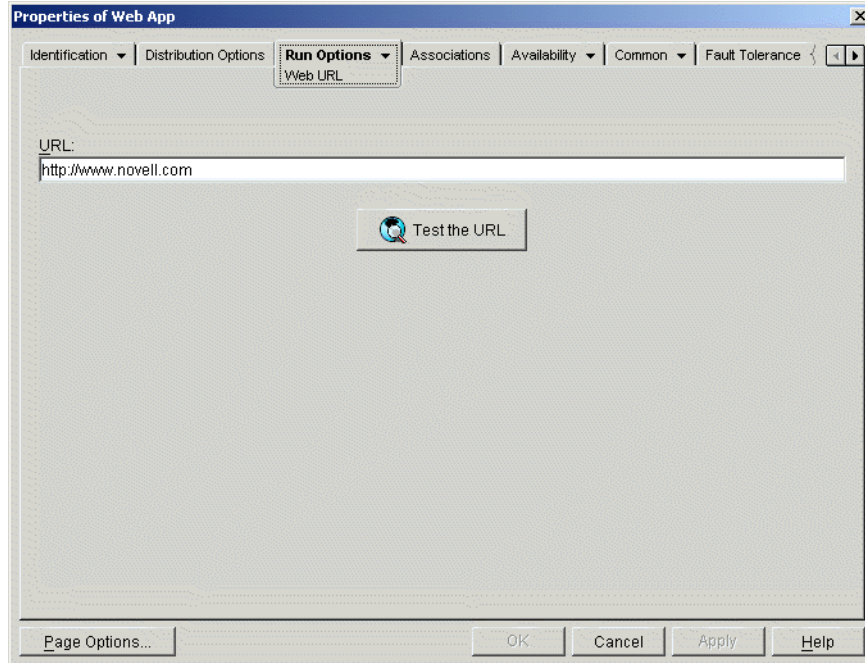 Properties of Web App
Identification Distribution Options Run Options Associations Availability Common Fault Tolerance
Web URL
URL:
http://www.novell.com
Test the URL
Page Options... OK Cancel Apply Help